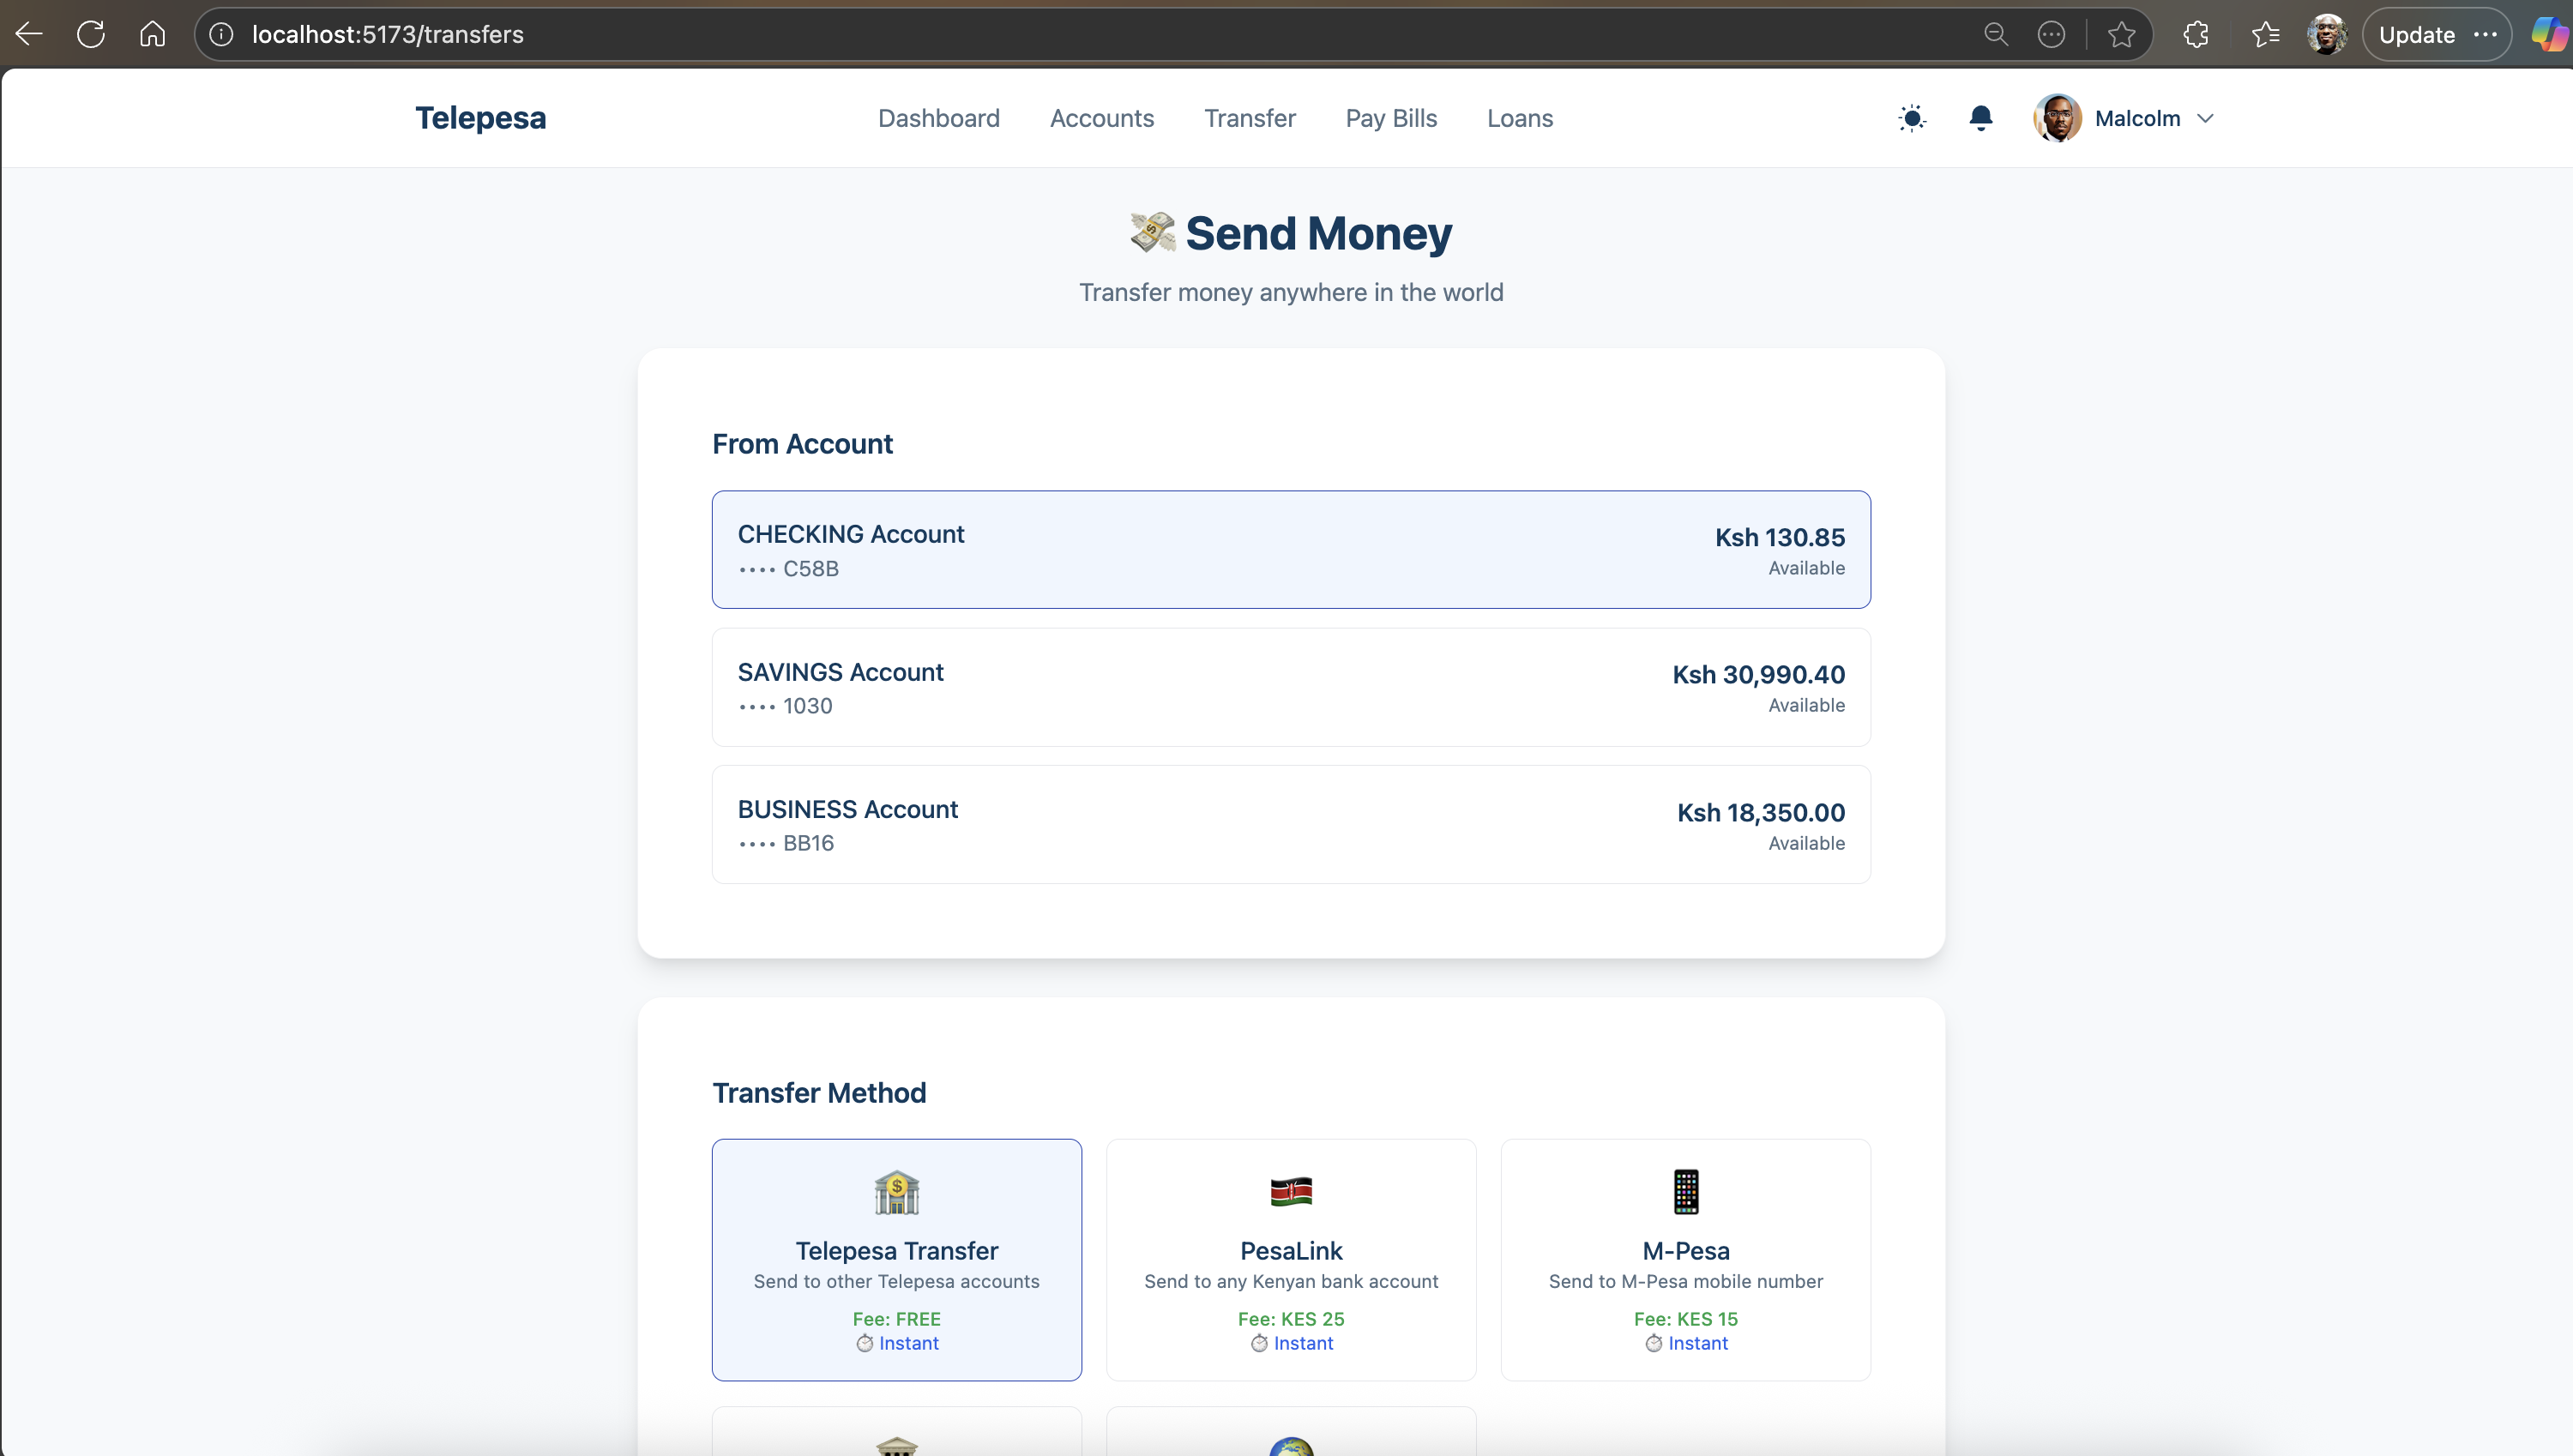 localhost:5173/transfers
Update
Telepesa
Dashboard
Accounts
Transfer
Pay Bills
Loans
Malcolm
Send Money
Transfer money anywhere in the world
From Account
CHECKING Account
Ksh 130.85
•••• C58B
Available
SAVINGS Account
Ksh 30,990.40
•••• 1030
Available
BUSINESS Account
Ksh 18,350.00
•••• BB16
Available
Transfer Method
Telepesa Transfer
Send to other Telepesa accounts
Fee: FREE
Instant
PesaLink
Send to any Kenyan bank account
Fee: KES 25
Instant
M-Pesa
Send to M-Pesa mobile number
Fee: KES 15
Instant